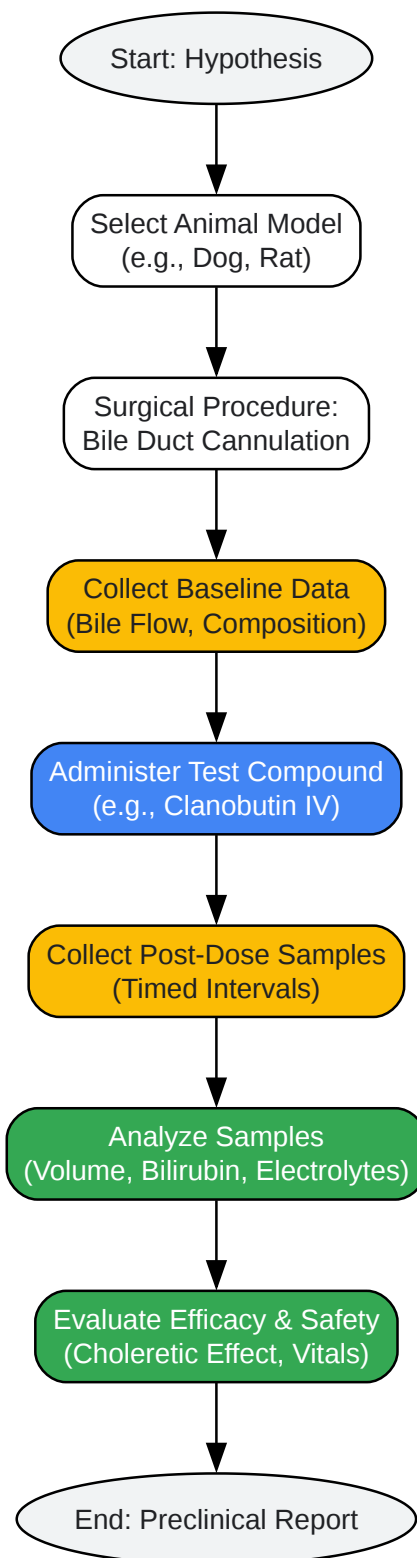 Start: Hypothesis
Select Animal Model
(e.g., Dog, Rat)
Surgical Procedure:
Bile Duct Cannulation
Collect Baseline Data
(Bile Flow, Composition)
Administer Test Compound
(e.g., Clanobutin IV)
Collect Post-Dose Samples
(Timed Intervals)
Analyze Samples
(Volume, Bilirubin, Electrolytes)
Evaluate Efficacy & Safety
(Choleretic Effect, Vitals)
End: Preclinical Report